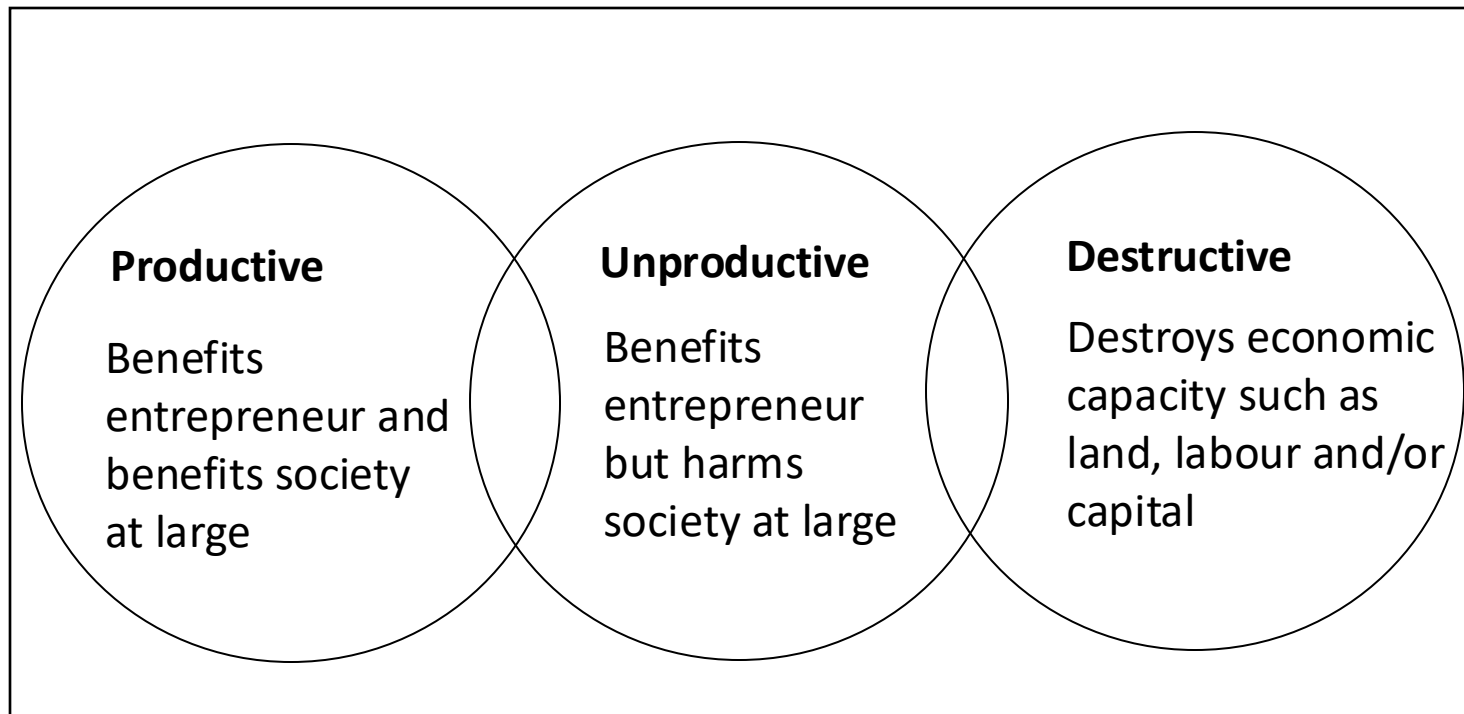 Productive
Benefits
entrepreneur and
benefits society
at large
Unproductive
Benefits
entrepreneur
but harms
society at large
Destructive
Destroys economic
capacity such as
land, labour and/or
capital